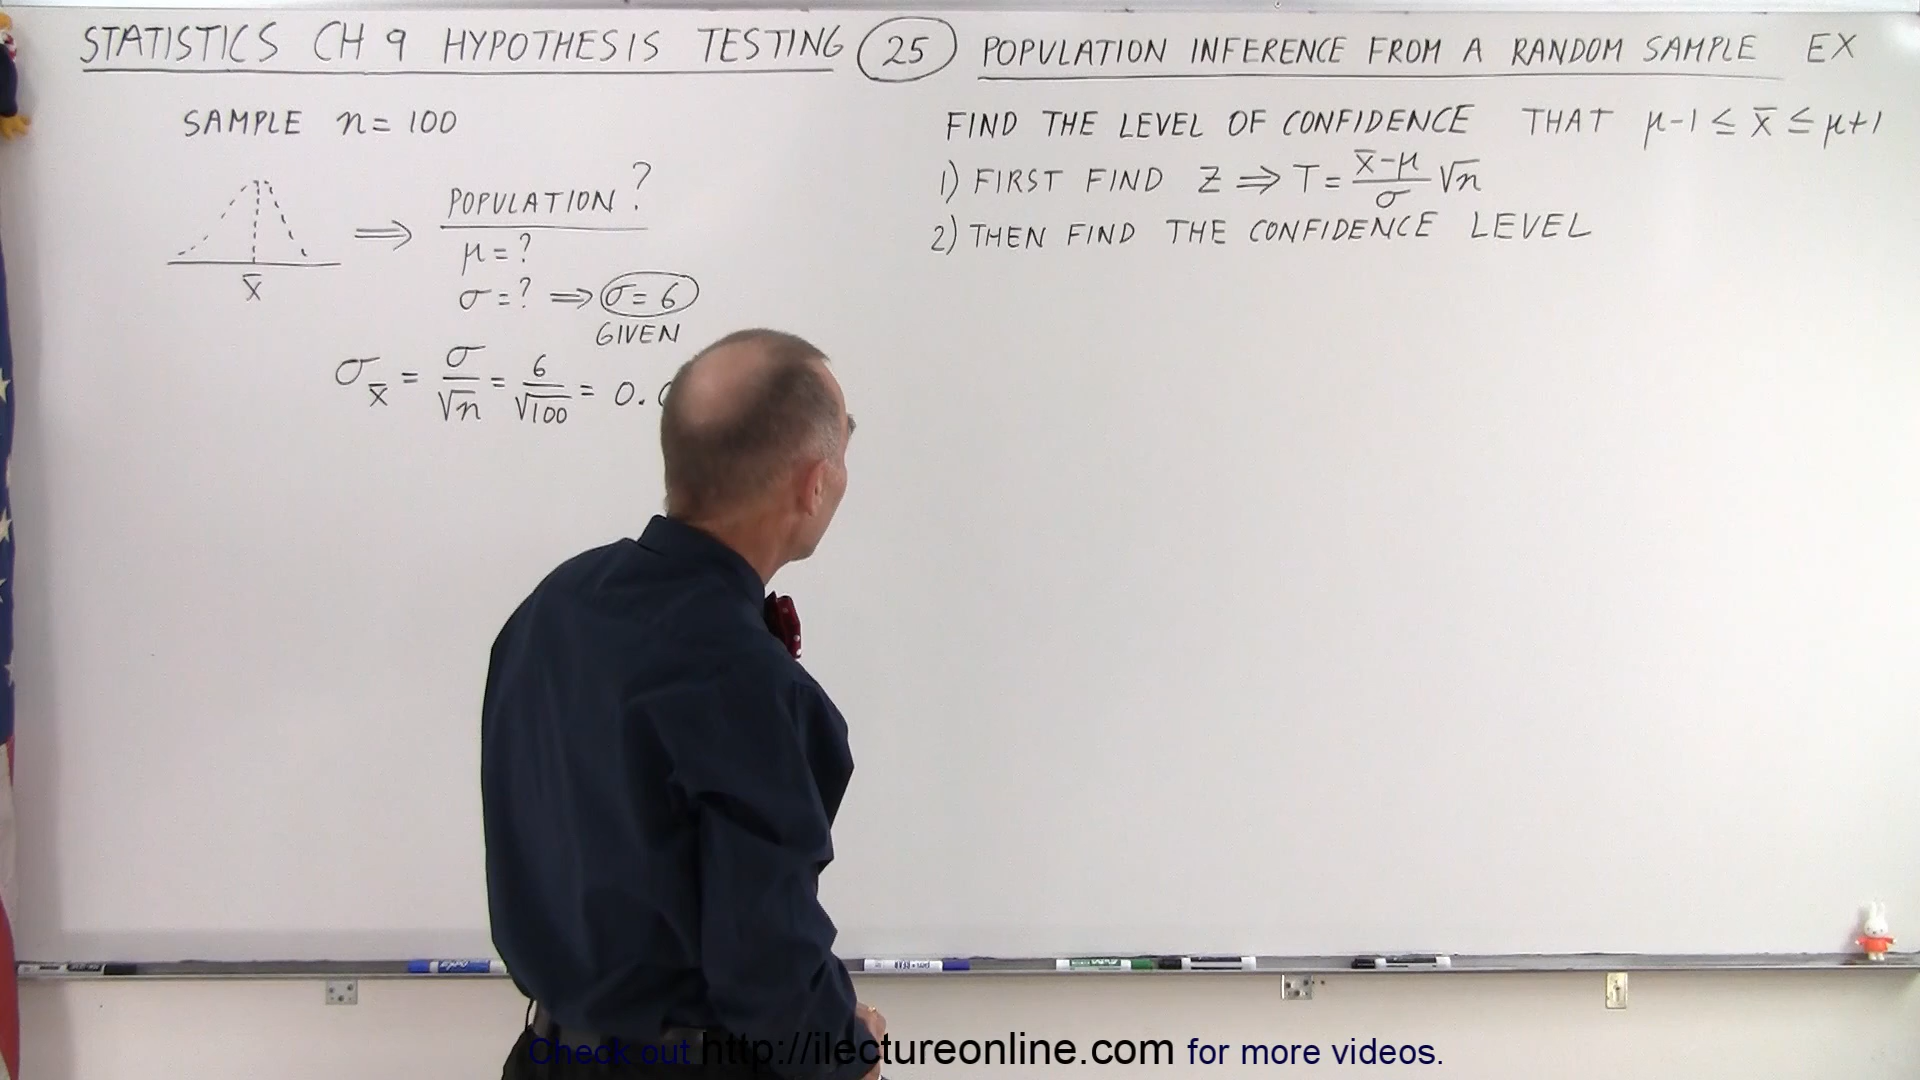 STATISTICS CH 9 HYPOTHESIS TESTING 25 POPULATION INFERENCE FROM A RANDOM SAMPLE EX
SAMPLE n = 100
x̄
⇒
POPULATION?
μ = ?
σ = ? ⇒ σ = 6
GIVEN
σx̄ = σ/√n = 6/√100 = 0.
FIND THE LEVEL OF CONFIDENCE THAT μ-1 ≤ x̄ ≤ μ+1
1) FIRST FIND Z ⇒ T = (x̄-μ)/σ √n
2) THEN FIND THE CONFIDENCE LEVEL
Check out http://ilectureonline.com for more videos.